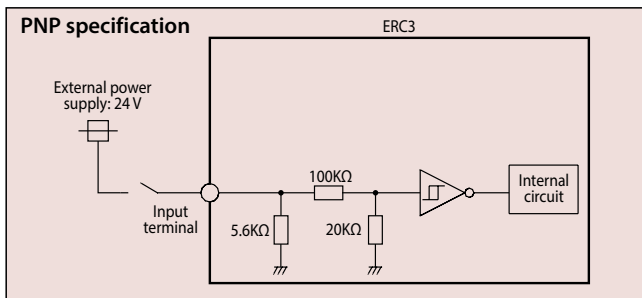 PNP specification
ERC3
External power
supply: 24 V
100KΩ
Internal
circuit
Input
terminal
5.6KΩ
20KΩ